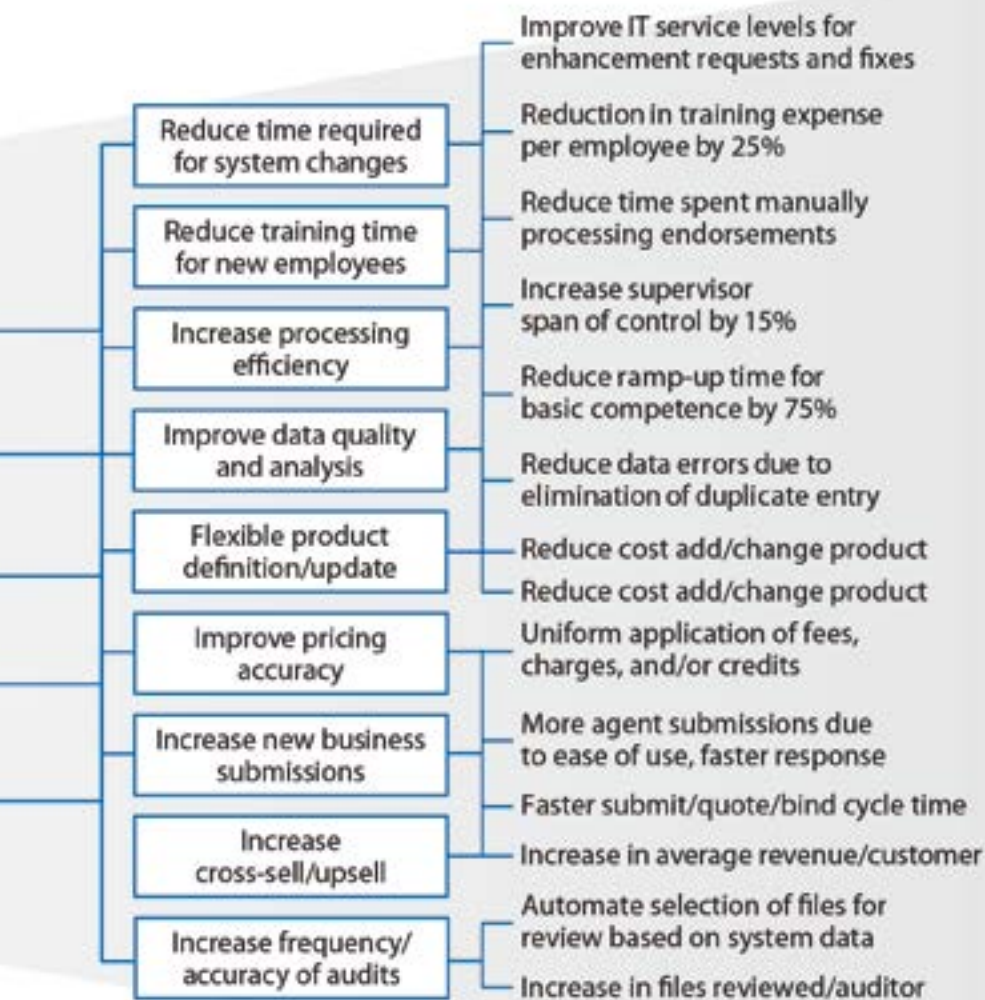 Reduce time required
for system changes
Reduce training time
for new employees
Increase processing
efficiency
Improve data quality
and analysis
Flexible product
definition/update
Improve pricing
accuracy
Increase new business
submissions
Increase
cross-sell/upsell
Increase frequency/
accuracy of audits
Improve IT service levels for
enhancement requests and fixes
Reduction in training expense
per employee by 25%
Reduce time spent manually
processing endorsements
Increase supervisor
span of control by 15%
Reduce ramp-up time for
basic competence by 75%
Reduce data errors due to
elimination of duplicate entry
Reduce cost add/change product
Reduce cost add/change product
Uniform application of fees,
charges, and/or credits
More agent submissions due
to ease of use, faster response
Faster submit/quote/bind cycle time
Increase in average revenue/customer
Automate selection of files for
review based on system data
Increase in files reviewed/auditor